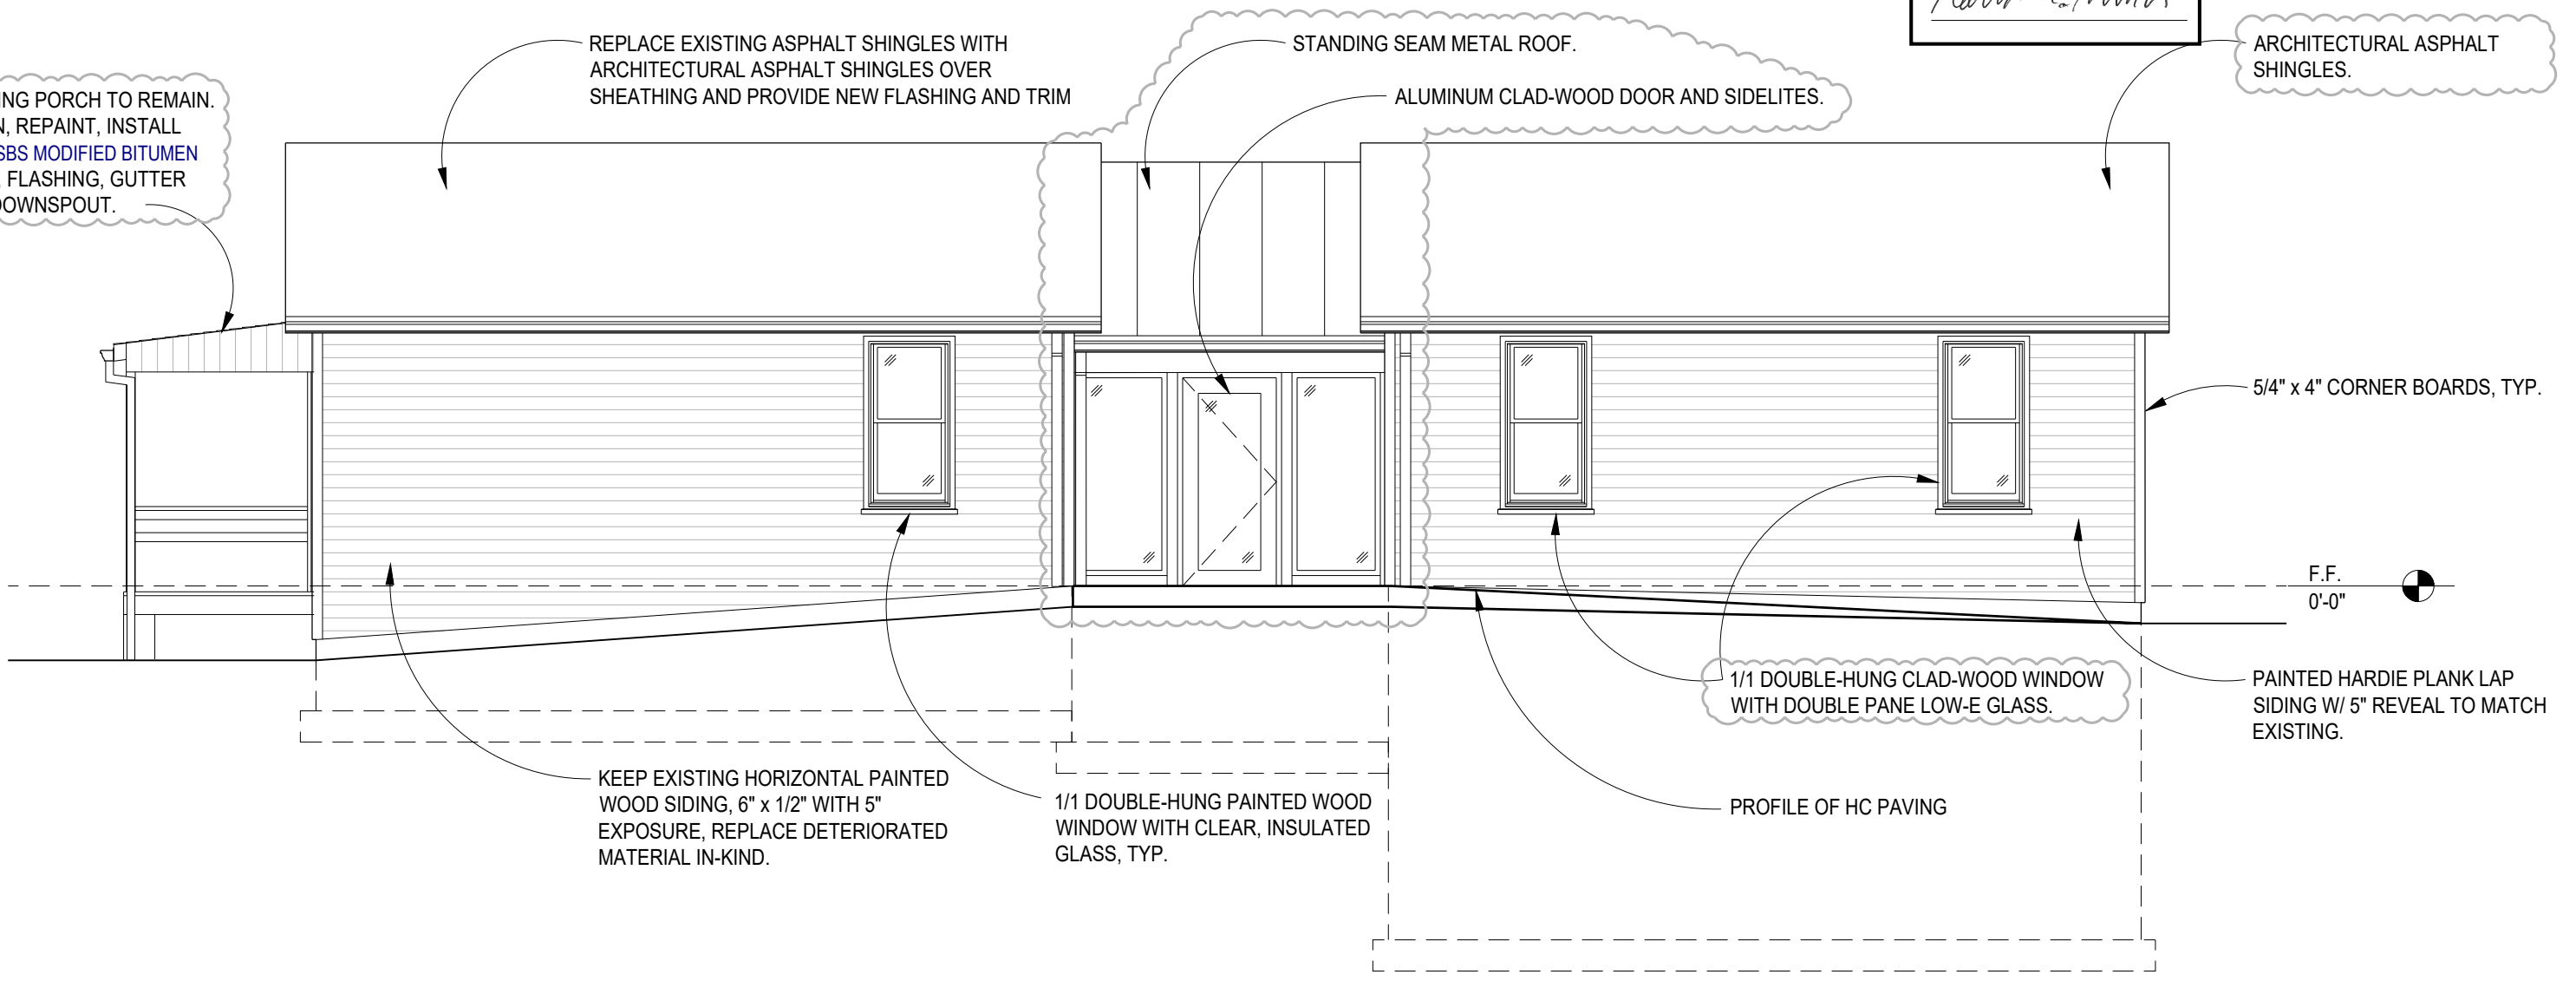 REPLACE EXISTING ASPHALT SHINGLES WITH
ARCHITECTURAL ASPHALT SHINGLES OVER
SHEATHING AND PROVIDE NEW FLASHING AND TRIM
STANDING SEAM METAL ROOF.
ALUMINUM CLAD-WOOD DOOR AND SIDELITES.
ARCHITECTURAL ASPHALT
SHINGLES.
PORCH TO REMAIN.
REPAINT, INSTALL
SBS MODIFIED BITUMEN
FLASHING, GUTTER
DOWNSPOUT.
5/4" x 4" CORNER BOARDS, TYP.
F.F.
0'-0"
1/1 DOUBLE-HUNG CLAD-WOOD WINDOW
WITH DOUBLE PANE LOW-E GLASS.
PAINTED HARDIE PLANK LAP
SIDING W/ 5" REVEAL TO MATCH
EXISTING.
KEEP EXISTING HORIZONTAL PAINTED
WOOD SIDING, 6" x 1/2" WITH 5"
EXPOSURE, REPLACE DETERIORATED
MATERIAL IN-KIND.
1/1 DOUBLE-HUNG PAINTED WOOD
WINDOW WITH CLEAR, INSULATED
GLASS, TYP.
PROFILE OF HC PAVING